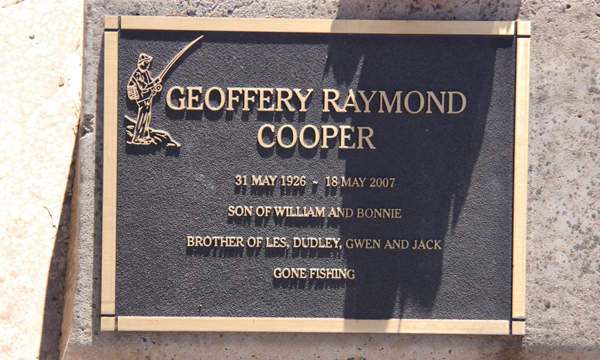 GEOFFERY RAYMOND
COOPER
31 MAY 1926 - 18 MAY 2007
SON OF WILLIAM AND BONNIE
BROTHER OF LES, DUDLEY, GWEN AND JACK
GONE FISHING